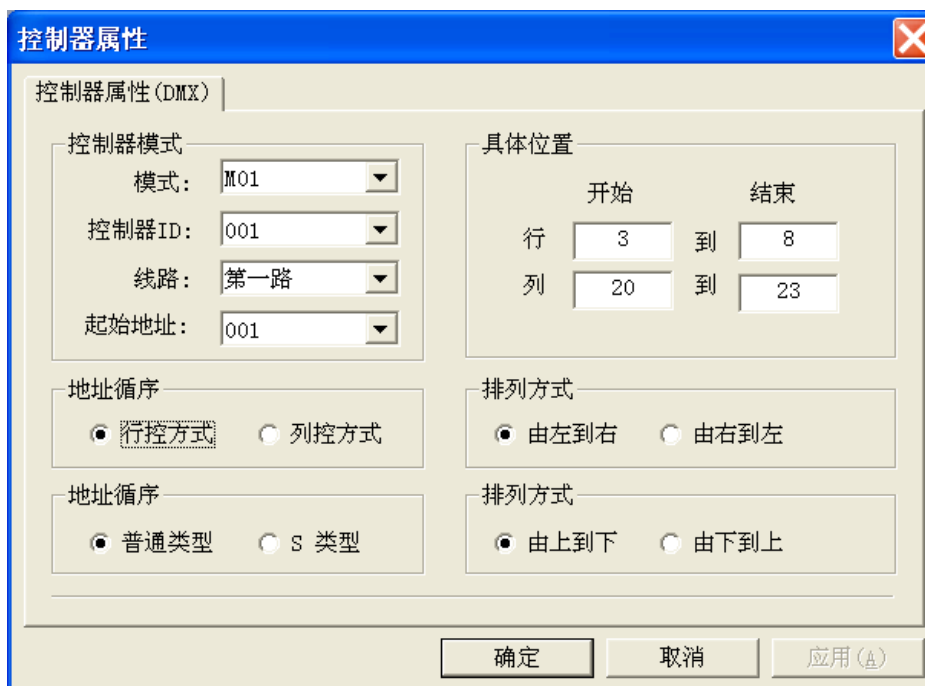 控制器属性
控制器属性(DMX)
控制器模式
模式: M01
控制器ID: 001
线路: 第一路
起始地址: 001
具体位置
开始 结束
行 3 到 8
列 20 到 23
地址循序
行控方式 列控方式
排列方式
由左到右 由右到左
地址循序
普通类型 S 类型
排列方式
由上到下 由下到上
确定 取消 应用(A)